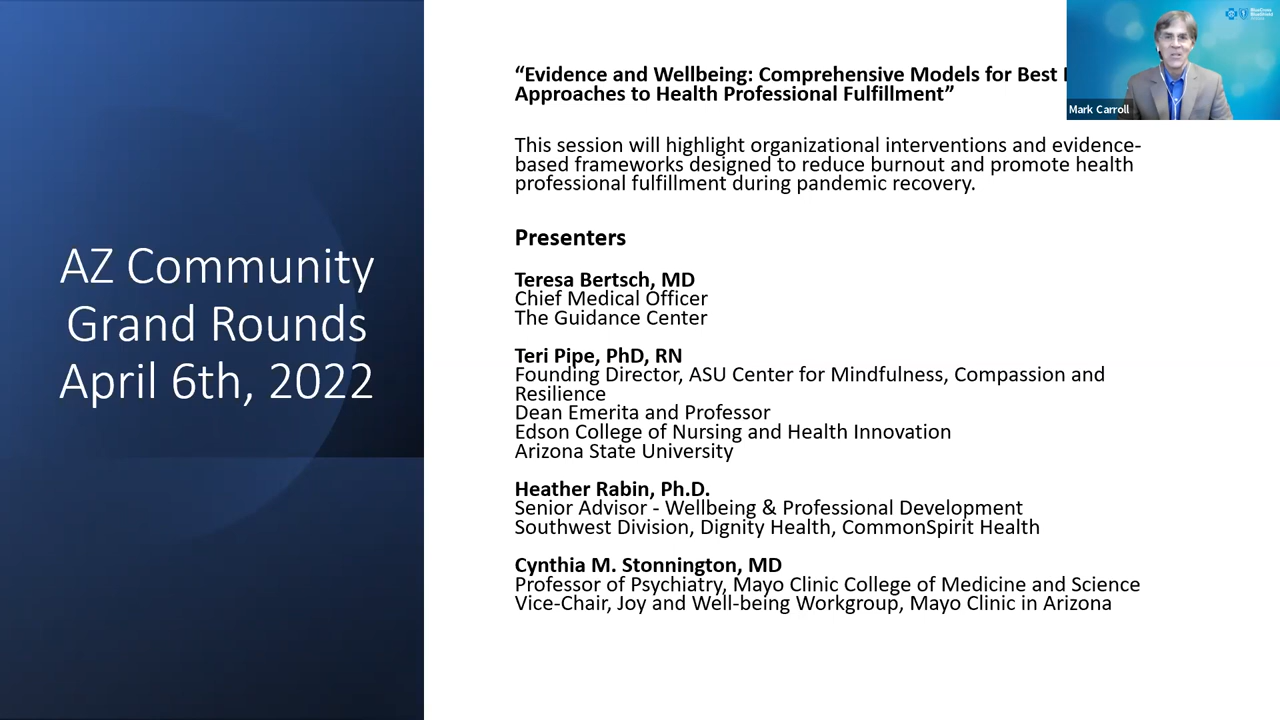 AZ Community
Grand Rounds
April 6th, 2022
“Evidence and Wellbeing: Comprehensive Models for Best
Approaches to Health Professional Fulfillment”
This session will highlight organizational interventions and evidence-
based frameworks designed to reduce burnout and promote health
professional fulfillment during pandemic recovery.
Presenters
Teresa Bertsch, MD
Chief Medical Officer
The Guidance Center
Teri Pipe, PhD, RN
Founding Director, ASU Center for Mindfulness, Compassion and
Resilience
Dean Emerita and Professor
Edson College of Nursing and Health Innovation
Arizona State University
Heather Rabin, Ph.D.
Senior Advisor - Wellbeing & Professional Development
Southwest Division, Dignity Health, CommonSpirit Health
Cynthia M. Stonnington, MD
Professor of Psychiatry, Mayo Clinic College of Medicine and Science
Vice-Chair, Joy and Well-being Workgroup, Mayo Clinic in Arizona
BlueCross
BlueShield
Mark Carroll